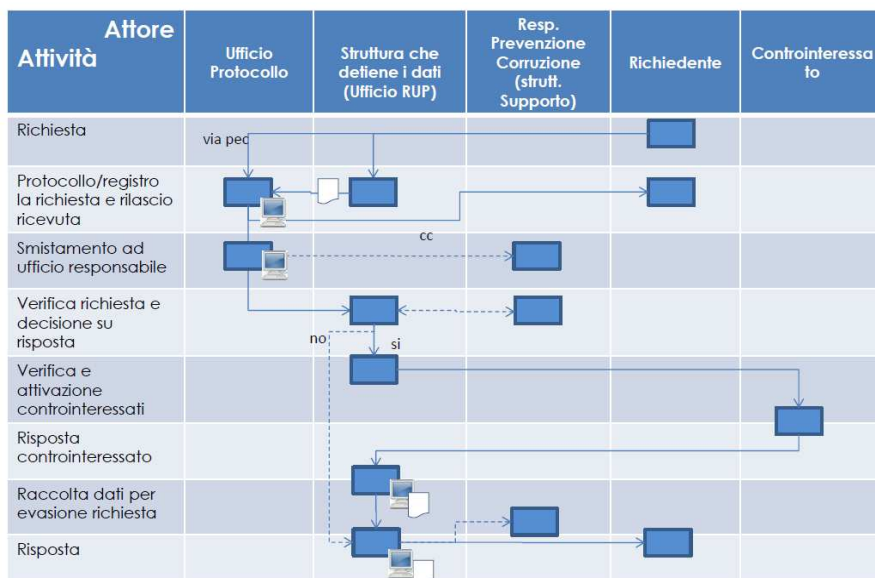 Attore
Attività
Ufficio
Protocollo
Struttura che
detiene i dati
(Ufficio RUP)
Resp.
Prevenzione
Corruzione
(strutt.
Supporto)
Richiedente
Controinteressa
to
Richiesta
via pec
Protocollo/registro
la richiesta e rilascio
ricevuta
Smistamento ad
ufficio responsabile
cc
Verifica richiesta e
decisione su
risposta
no
si
Verifica e
attivazione
controinteressati
Risposta
controinteressato
Raccolta dati per
evasione richiesta
Risposta